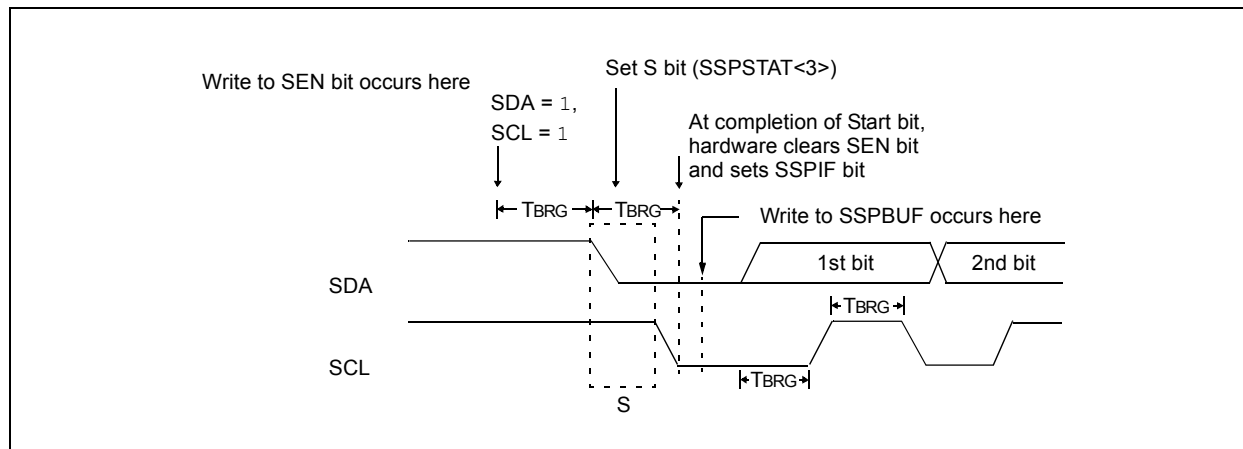 Write to SEN bit occurs here
Set S bit (SSPSTAT<3>)
SDA = 1,
SCL = 1
At completion of Start bit,
hardware clears SEN bit
and sets SSPIF bit
TBRG
TBRG
Write to SSPBUF occurs here
SDA
1st bit
2nd bit
TBRG
SCL
TBRG
S